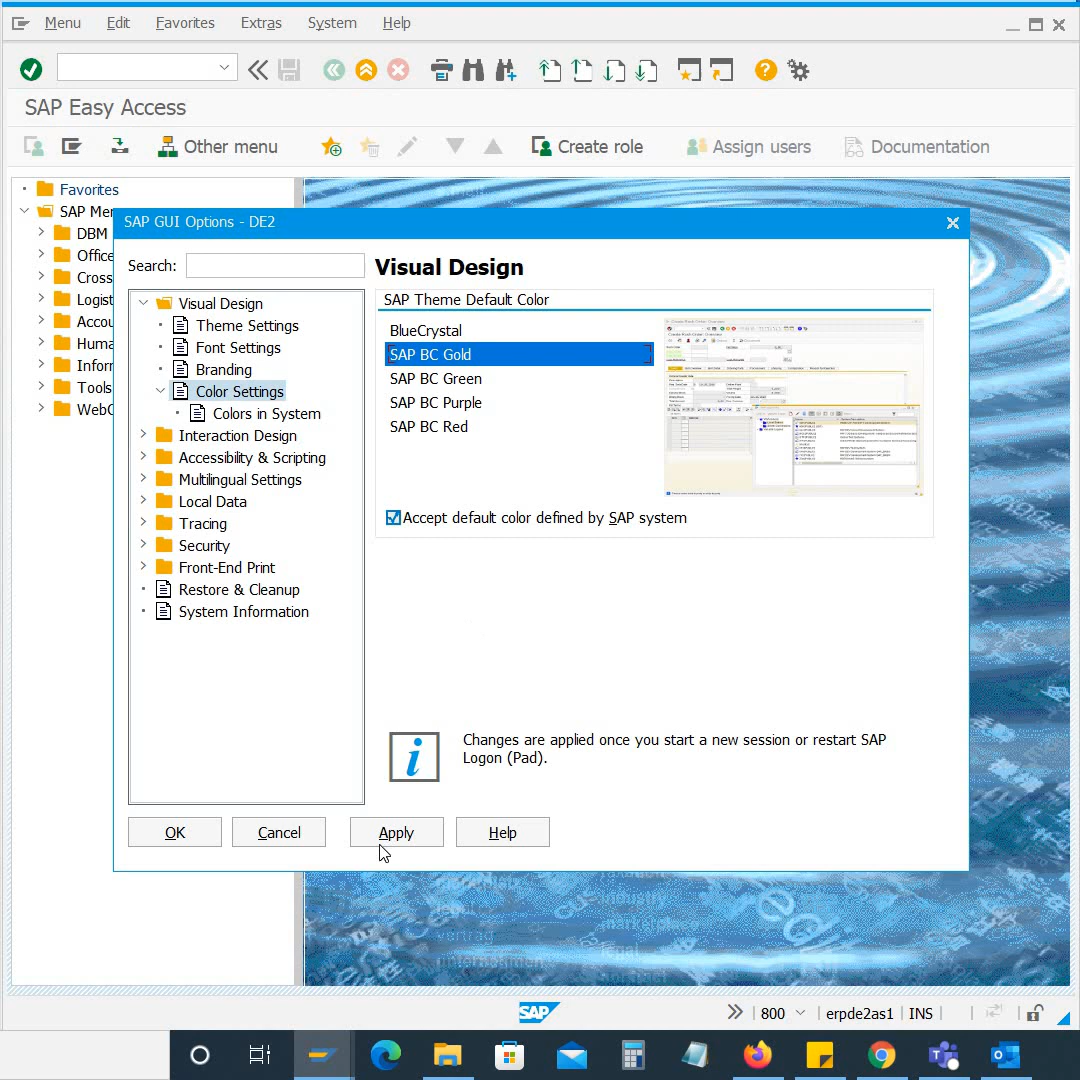 Menu Edit Favorites Extras System Help
SAP Easy Access
Other menu Create role Assign users Documentation
Favorites
SAP Men
DBM
Office
Cross
Logist
Accou
Huma
Inforr
Tools
WebC
SAP GUI Options - DE2
Search:
Visual Design
Theme Settings
Font Settings
Branding
Color Settings
Colors in System
Interaction Design
Accessibility & Scripting
Multilingual Settings
Local Data
Tracing
Security
Front-End Print
Restore & Cleanup
System Information
Visual Design
SAP Theme Default Color
BlueCrystal
SAP BC Gold
SAP BC Green
SAP BC Purple
SAP BC Red
Accept default color defined by SAP system
Changes are applied once you start a new session or restart SAP
Logon (Pad).
OK Cancel Apply Help
SAP 800 erpde2as1 INS